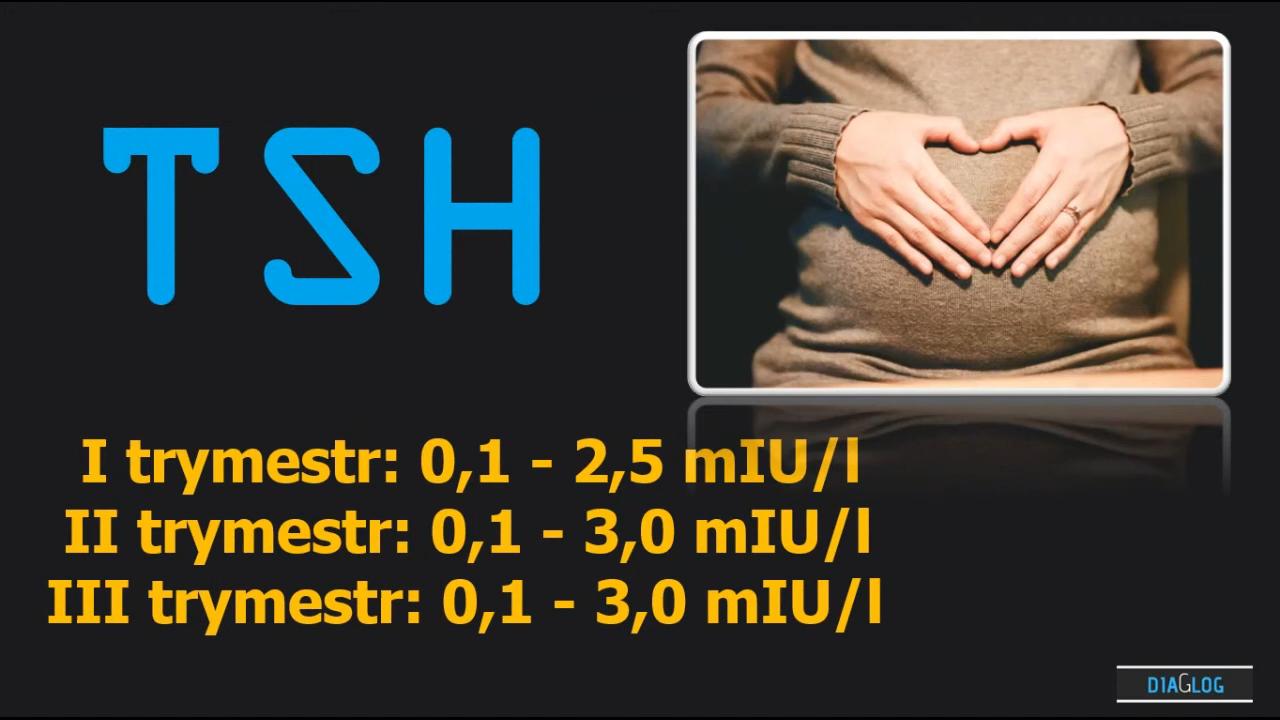 TSH
I trymestr: 0,1 - 2,5 mIU/l
II trymestr: 0,1 - 3,0 mIU/l
III trymestr: 0,1 - 3,0 mIU/l
DIAGLOG